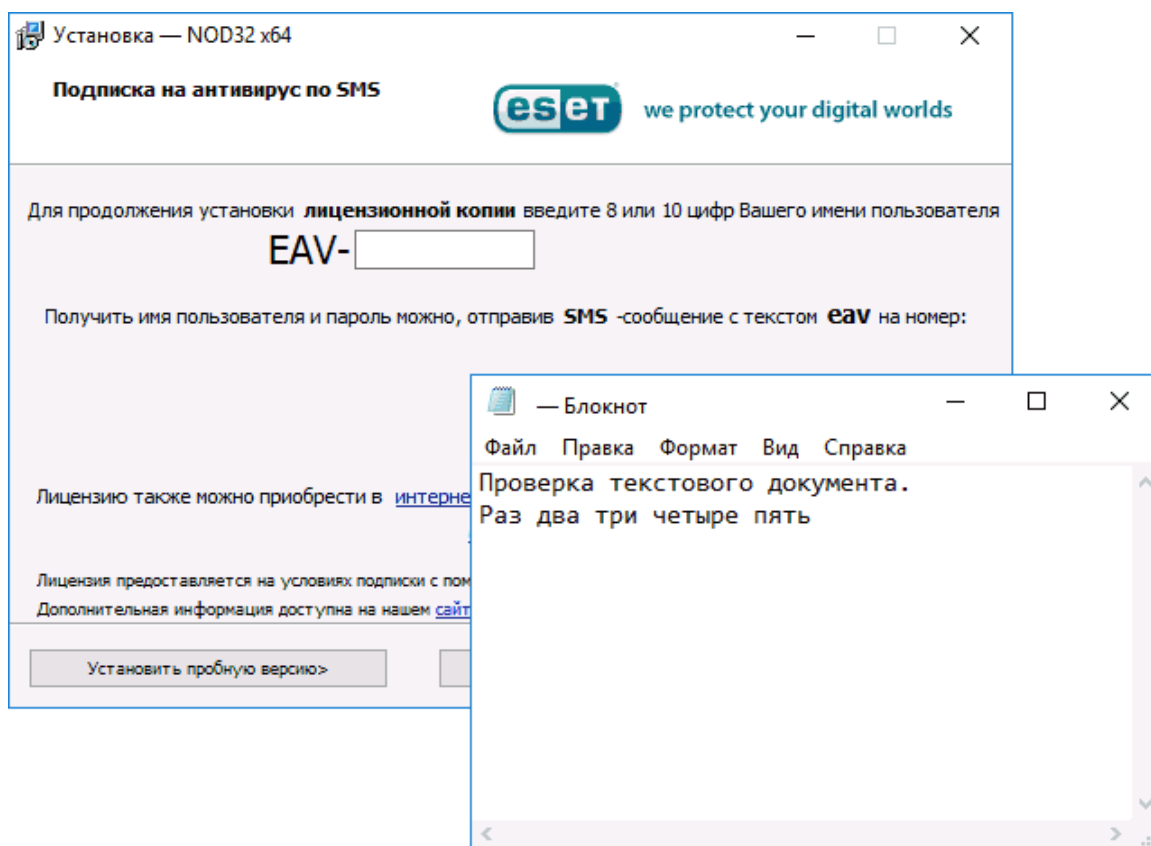 Установка — NOD32 x64
Подписка на антивирус по SMS
eset we protect your digital worlds
Для продолжения установки лицензионной копии введите 8 или 10 цифр Вашего имени пользователя
EAV-
Получить имя пользователя и пароль можно, отправив SMS -сообщение с текстом eav на номер:
Лицензию также можно приобрести в
Лицензия предоставляется на условиях подписки с
Дополнительная информация доступна на нашем сайт
Установить пробную версию>
— Блокнот
Файл Правка Формат Вид Справка
Проверка текстового документа.
Раз два три четыре пять